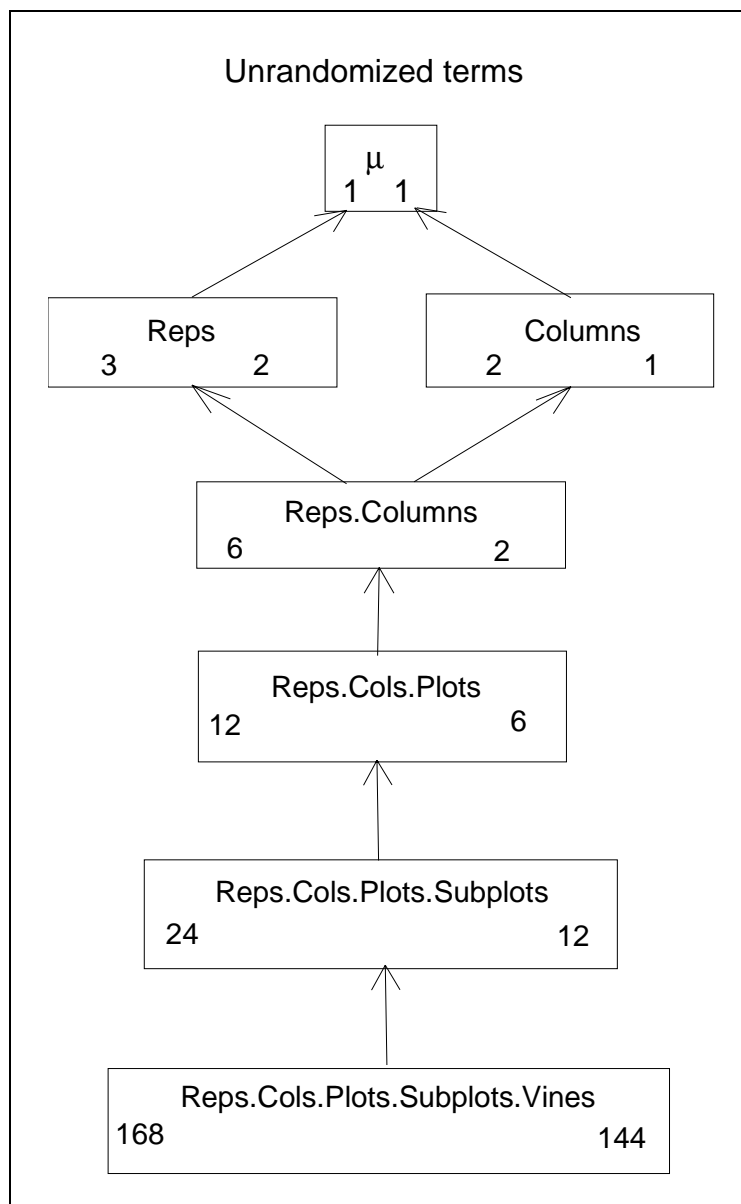 Unrandomized terms
μ
1 1
Reps
3 2
Columns
2 1
Reps.Columns
6 2
Reps.Cols.Plots
12 6
Reps.Cols.Plots.Subplots
24 12
Reps.Cols.Plots.Subplots.Vines
168 144